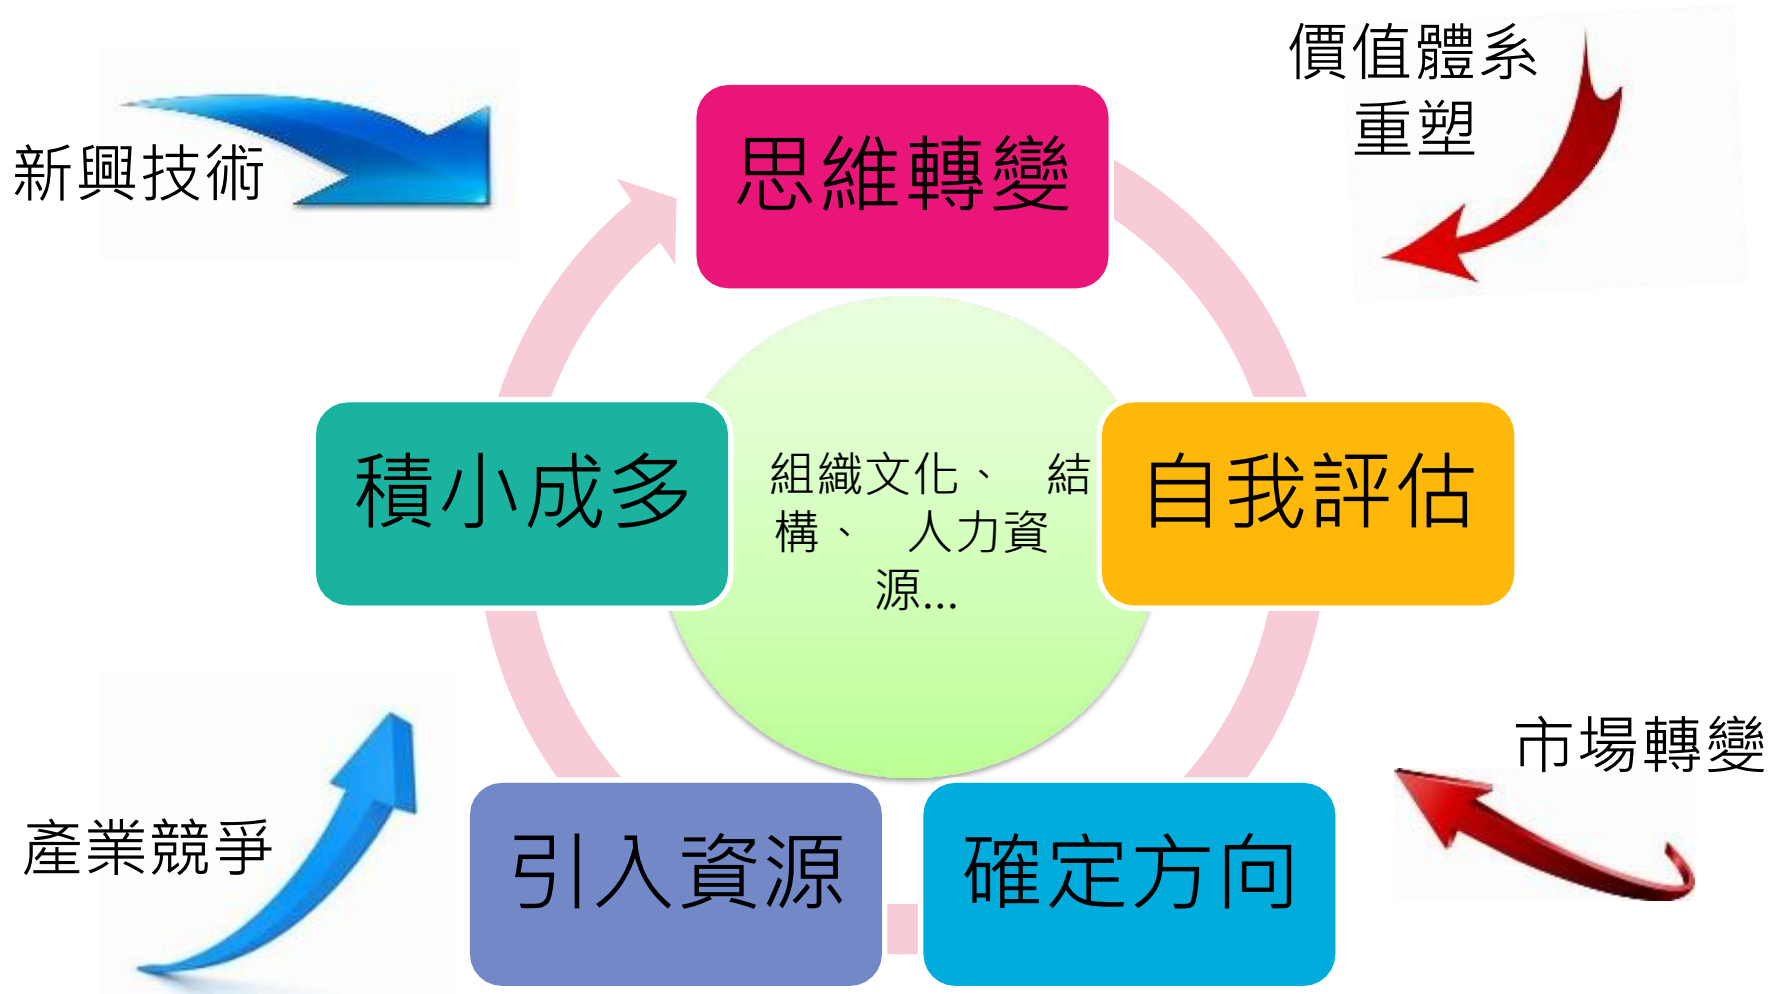 價值體系
重塑
新興技術
思維轉變
積小成多
組織文化、 結
構、 人力資
源...
自我評估
市場轉變
產業競爭
引入資源
確定方向